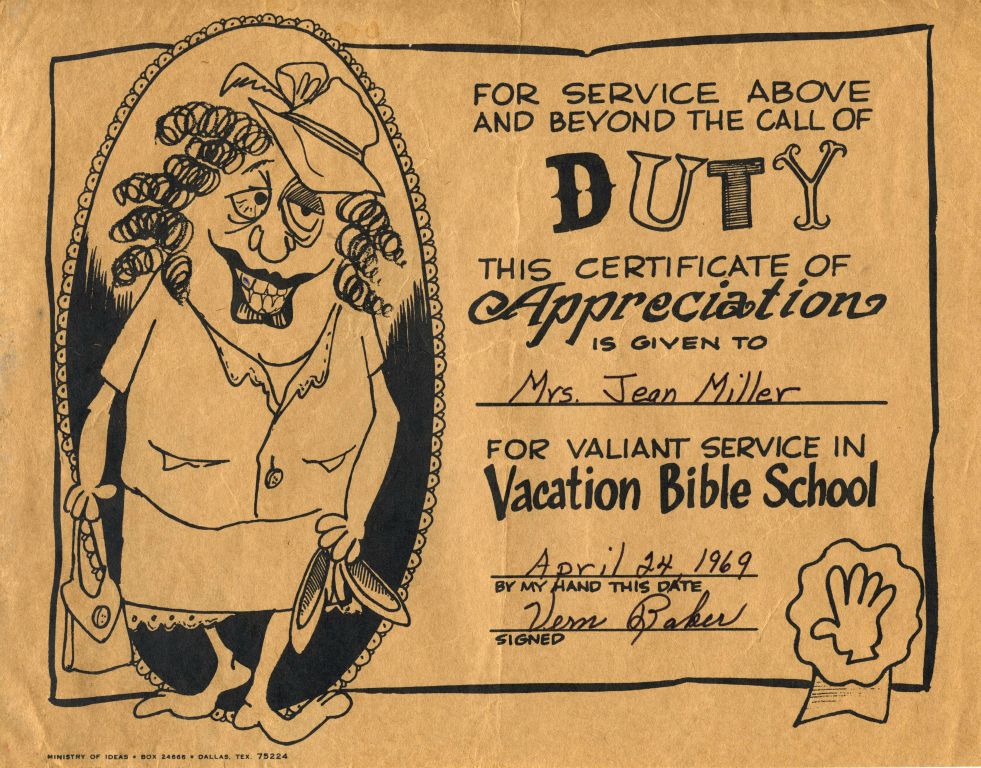 FOR SERVICE ABOVE
AND BEYOND THE CALL OF
DUTY
THIS CERTIFICATE OF
Appreciation
IS GIVEN TO
Mrs. Jean Miller
FOR VALIANT SERVICE IN
Vacation Bible School
April 24, 1969
BY MY HAND THIS DATE
Vern Baker
SIGNED
MINISTRY OF IDEAS • BOX 24666 • DALLAS, TEX. 75224